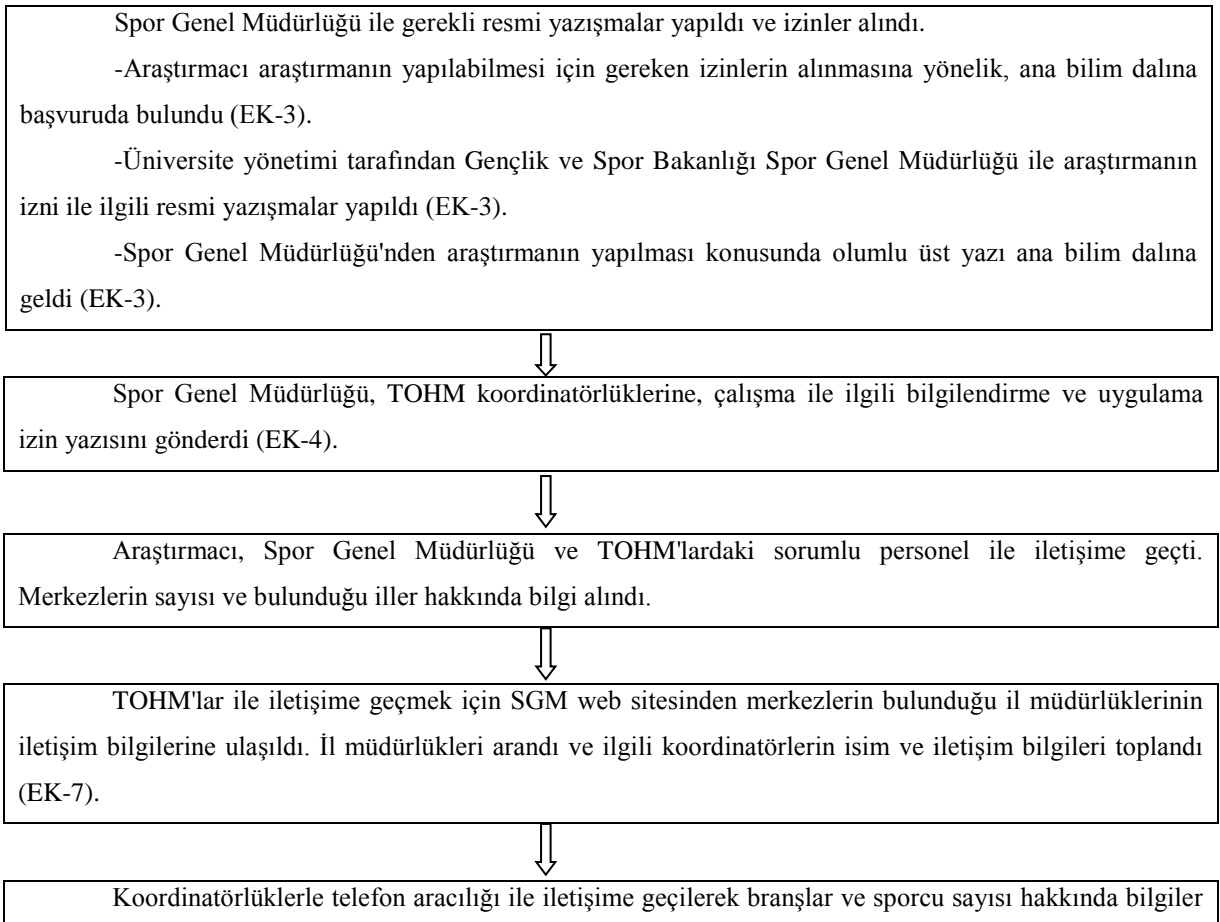 Spor Genel Müdürlüğü ile gerekli resmi yazışmalar yapıldı ve izinler alındı.
-Araştırmacı araştırmanın yapılabilmesi için gereken izinlerin alınmasına yönelik, ana bilim dalına
başvuruda bulundu (EK-3).
-Üniversite yönetimi tarafından Gençlik ve Spor Bakanlığı Spor Genel Müdürlüğü ile araştırmanın
izni ile ilgili resmi yazışmalar yapıldı (EK-3).
-Spor Genel Müdürlüğü'nden araştırmanın yapılması konusunda olumlu üst yazı ana bilim dalına
geldi (EK-3).
Spor Genel Müdürlüğü, TOHM koordinatörlüklerine, çalışma ile ilgili bilgilendirme ve uygulama
izin yazısını gönderdi (EK-4).
Araştırmacı, Spor Genel Müdürlüğü ve TOHM'lardaki sorumlu personel ile iletişime geçti.
Merkezlerin sayısı ve bulunduğu iller hakkında bilgi alındı.
TOHM'lar ile iletişime geçmek için SGM web sitesinden merkezlerin bulunduğu il müdürlüklerinin
iletişim bilgilerine ulaşıldı. İl müdürlükleri arandı ve ilgili koordinatörlerin isim ve iletişim bilgileri toplandı
(EK-7).
Koordinatörlüklerle telefon aracılığı ile iletişime geçilerek branşlar ve sporcu sayısı hakkında bilgiler